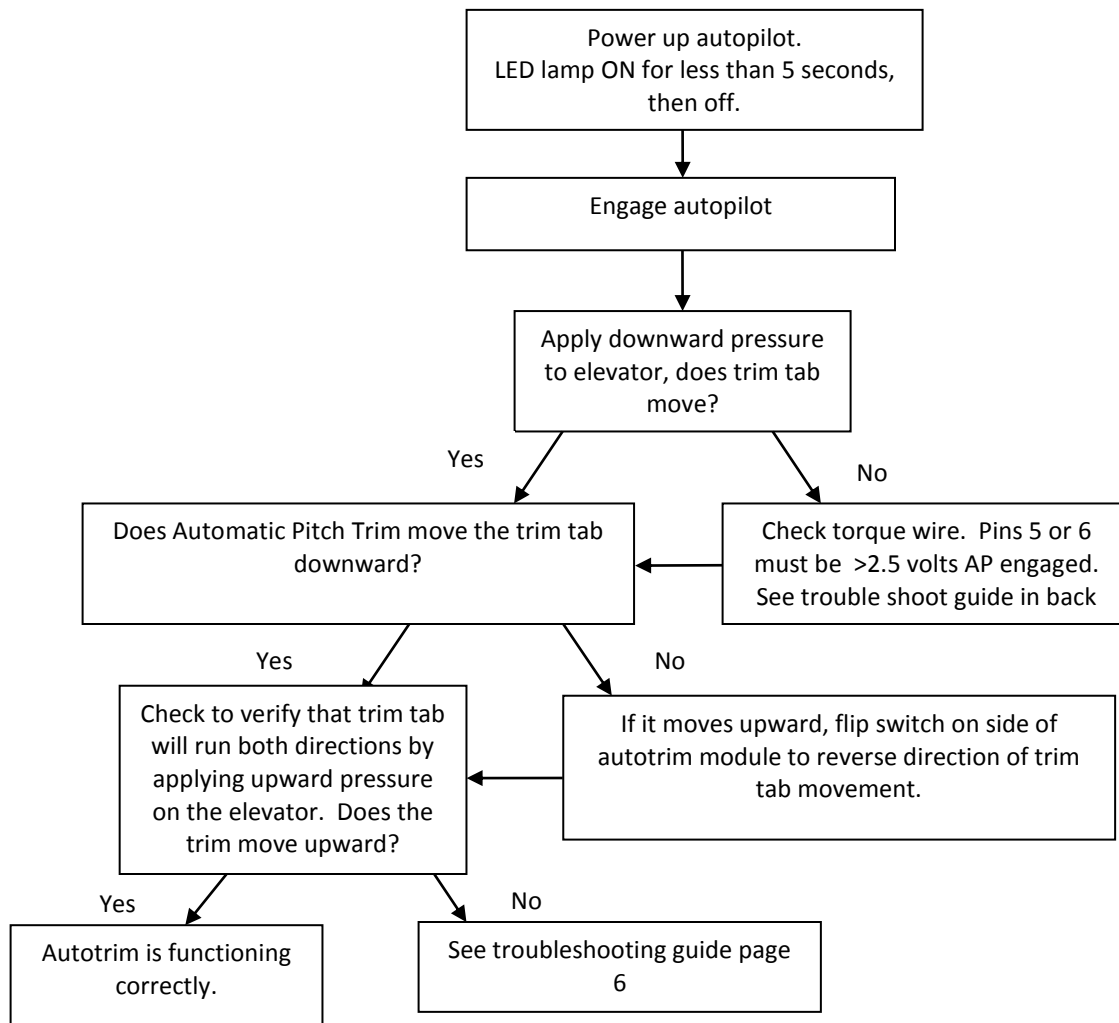 Power up autopilot.
LED lamp ON for less than 5 seconds,
then off.
Engage autopilot
Apply downward pressure
to elevator, does trim tab
move?
Yes
No
Does Automatic Pitch Trim move the trim tab
downward?
Check torque wire.  Pins 5 or 6
must be  >2.5 volts AP engaged.
See trouble shoot guide in back
Yes
No
Check to verify that trim tab
will run both directions by
applying upward pressure
on the elevator.  Does the
trim move upward?
If it moves upward, flip switch on side of
autotrim module to reverse direction of trim
tab movement.
Yes
No
Autotrim is functioning
correctly.
See troubleshooting guide page
6